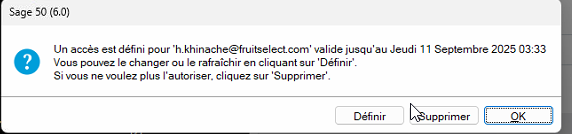 Sage 50 (6.0)
Un accès est défini pour 'h.khinache@fruitselect.com' valide jusqu'au Jeudi 11 Septembre 2025 03:33
Vous pouvez le changer ou le rafraîchir en cliquant sur 'Définir'.
Si vous ne voulez plus l'autoriser, cliquez sur 'Supprimer'.
Définir Supprimer OK